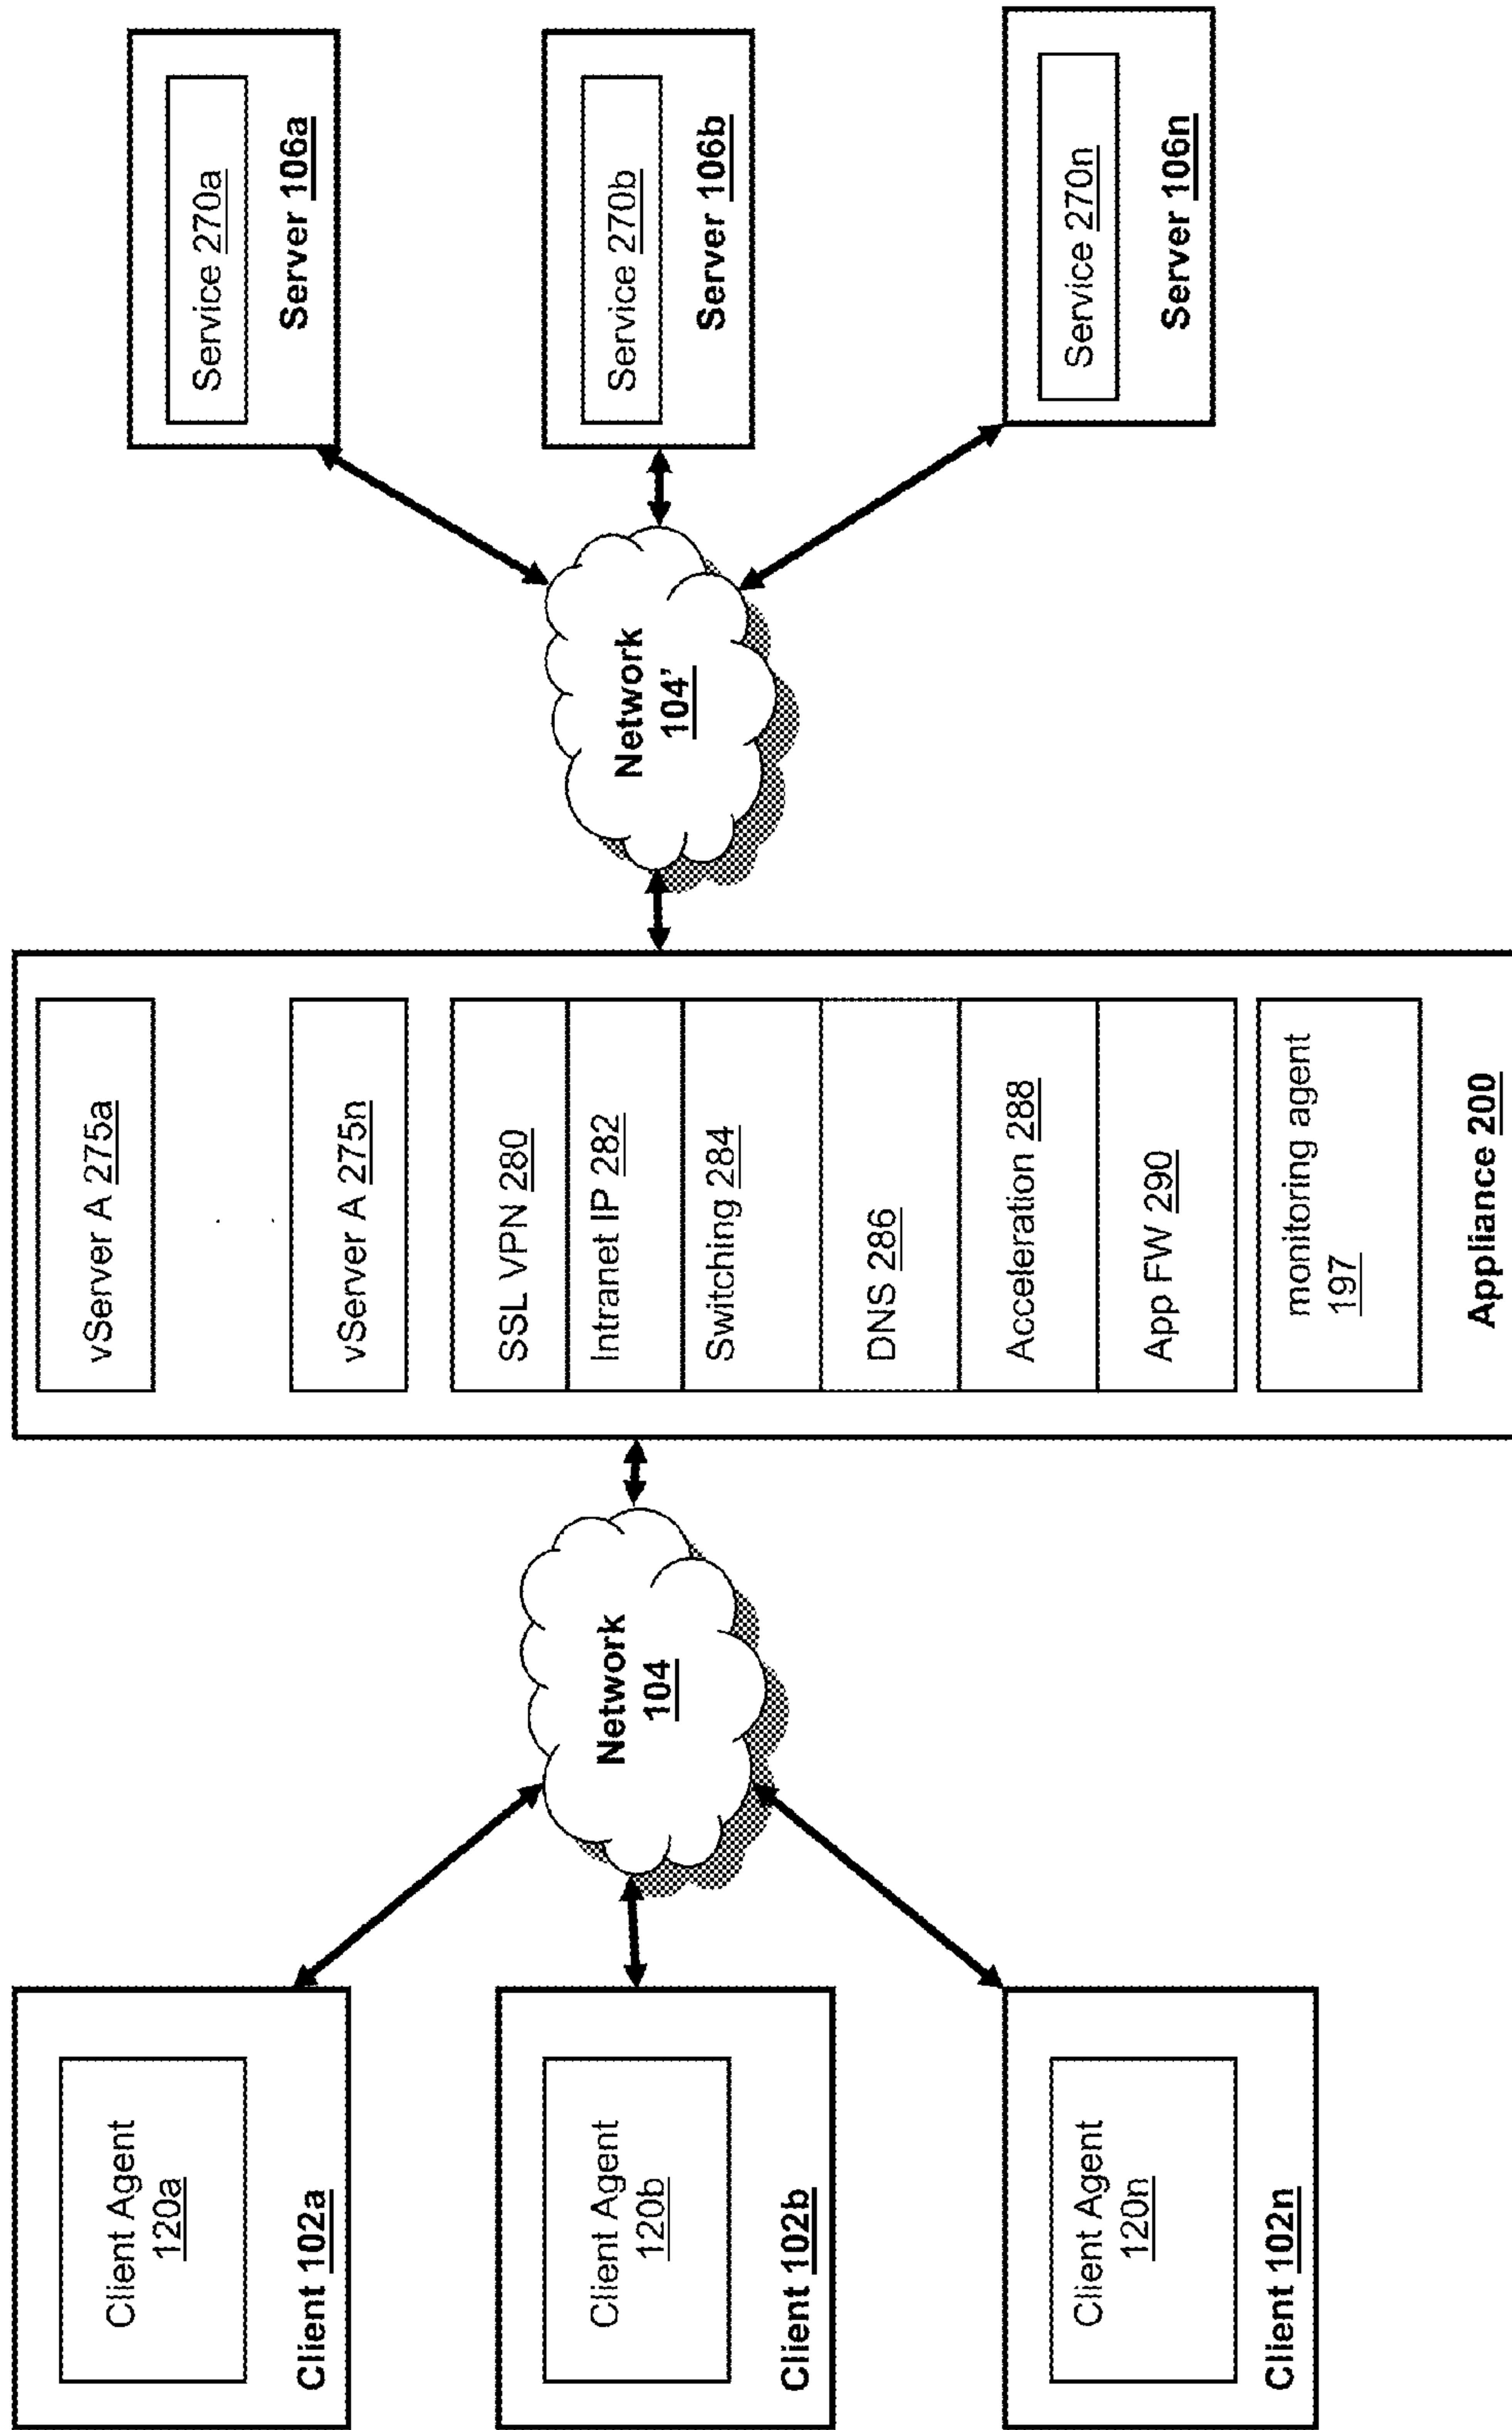 Client Agent
120a
Client 102a
Client Agent
120b
Client 102b
Client Agent
120n
Client 102n
Network
104
vServer A 275a
vServer A 275n
SSL VPN 280
Intranet IP 282
Switching 284
DNS 286
Acceleration 288
App FW 290
monitoring agent
197
Appliance 200
Network
104'
Service 270a
Server 106a
Service 270b
Server 106b
Service 270n
Server 106n